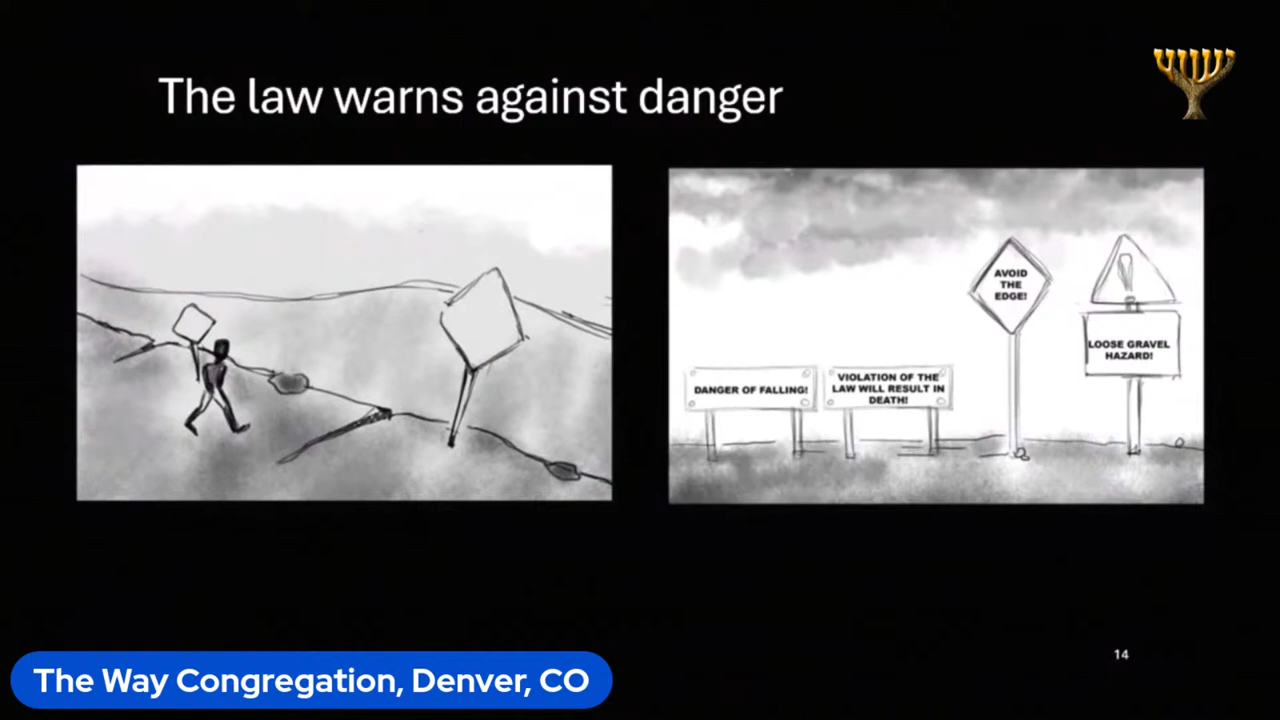 The law warns against danger
DANGER OF FALLING!
VIOLATION OF THE
LAW WILL RESULT IN
DEATH!
AVOID
THE
EDGE!
!
LOOSE GRAVEL
HAZARD!
14
The Way Congregation, Denver, CO